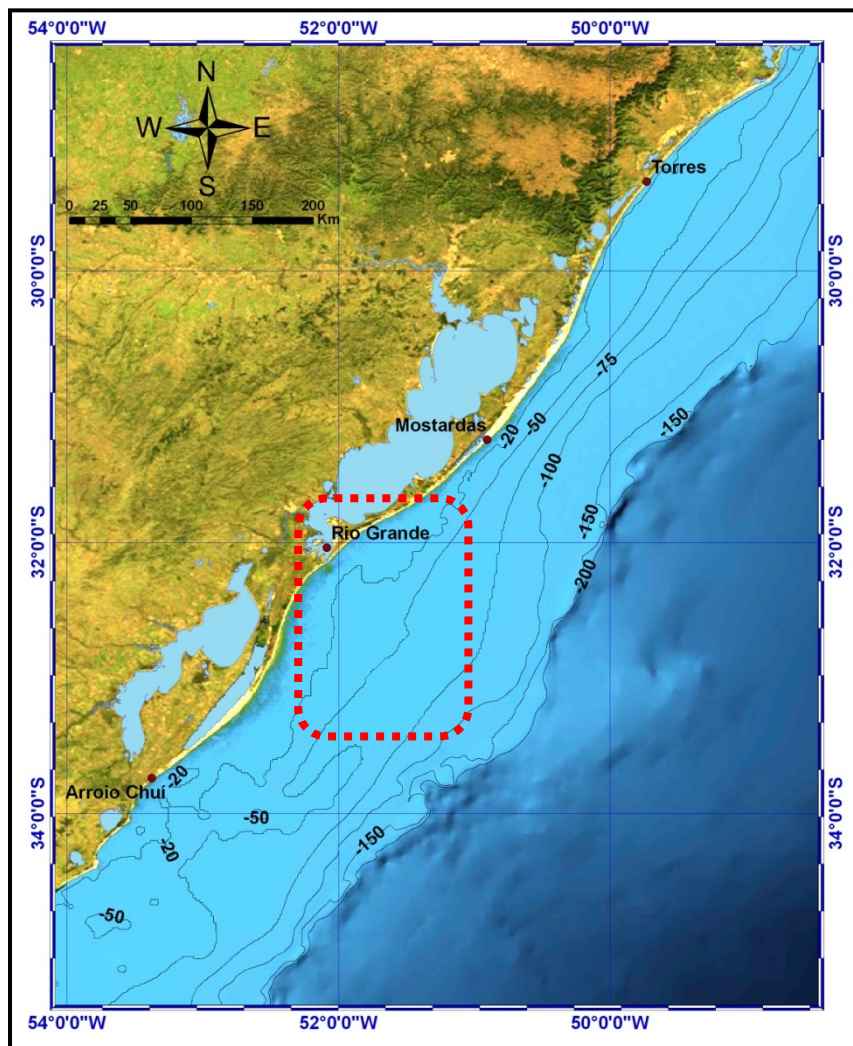 54°0'0"W 52°0'0"W 50°0'0"W
N
W E
S
0 25 50 100 150 200
Km
Torres
30°0'0"S 30°0'0"S
-75
-150
Mostardas
-20
-50
-100
-150
32°0'0"S 32°0'0"S
Rio Grande
-200
-20
Arroio Chuí
34°0'0"S 34°0'0"S
-50
-150
-20
-50
54°0'0"W 52°0'0"W 50°0'0"W